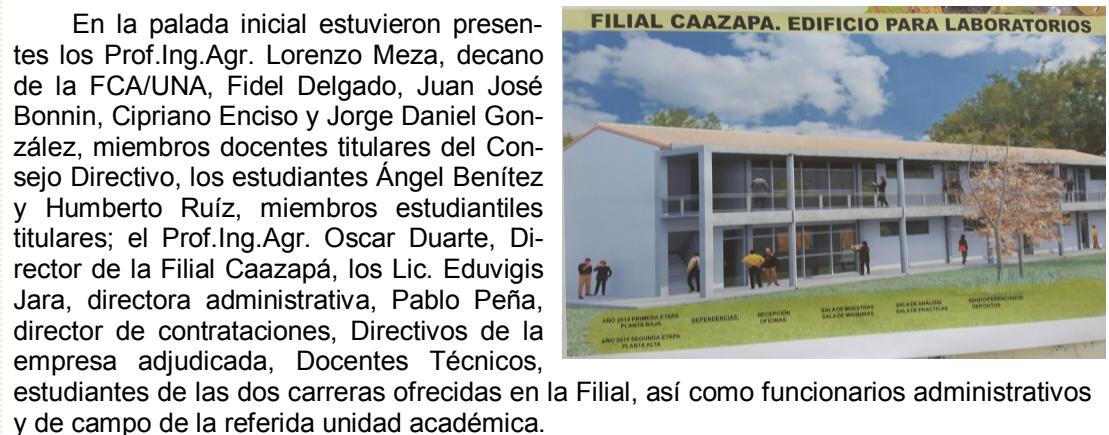 En la palada inicial estuvieron presen-
tes los Prof.Ing.Agr. Lorenzo Meza, decano
de la FCA/UNA, Fidel Delgado, Juan José
Bonnin, Cipriano Enciso y Jorge Daniel Gon-
zález, miembros docentes titulares del Con-
sejo Directivo, los estudiantes Ángel Benítez
y Humberto Ruíz, miembros estudiantiles
titulares; el Prof.Ing.Agr. Oscar Duarte, Di-
rector de la Filial Caazapá, los Lic. Eduvigis
Jara, directora administrativa, Pablo Peña,
director de contrataciones, Directivos de la
empresa adjudicada, Docentes Técnicos,
estudiantes de las dos carreras ofrecidas en la Filial, así como funcionarios administrativos
y de campo de la referida unidad académica.
FILIAL CAAZAPA. EDIFICIO PARA LABORATORIOS
PRIMERA ETAPA
PLANTA BAJA
SEGUNDA ETAPA
PLANTA ALTA
DEPENDENCIAS.
RECEPCIÓN
OFICINAS
SALA DE MUESTRAS
SALA DE MAQUINAS
SALA DE ANÁLISIS
SALA DE PRACTICAS
DEPOSITOS